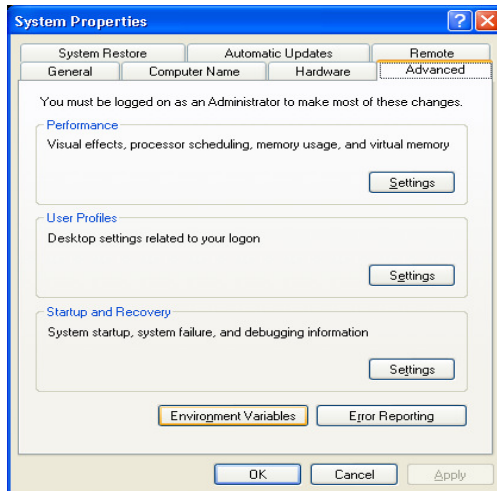 System Properties
System Restore Automatic Updates Remote
General Computer Name Hardware Advanced
You must be logged on as an Administrator to make most of these changes.
Performance
Visual effects, processor scheduling, memory usage, and virtual memory
Settings
User Profiles
Desktop settings related to your logon
Settings
Startup and Recovery
System startup, system failure, and debugging information
Settings
Environment Variables Error Reporting
OK Cancel Apply